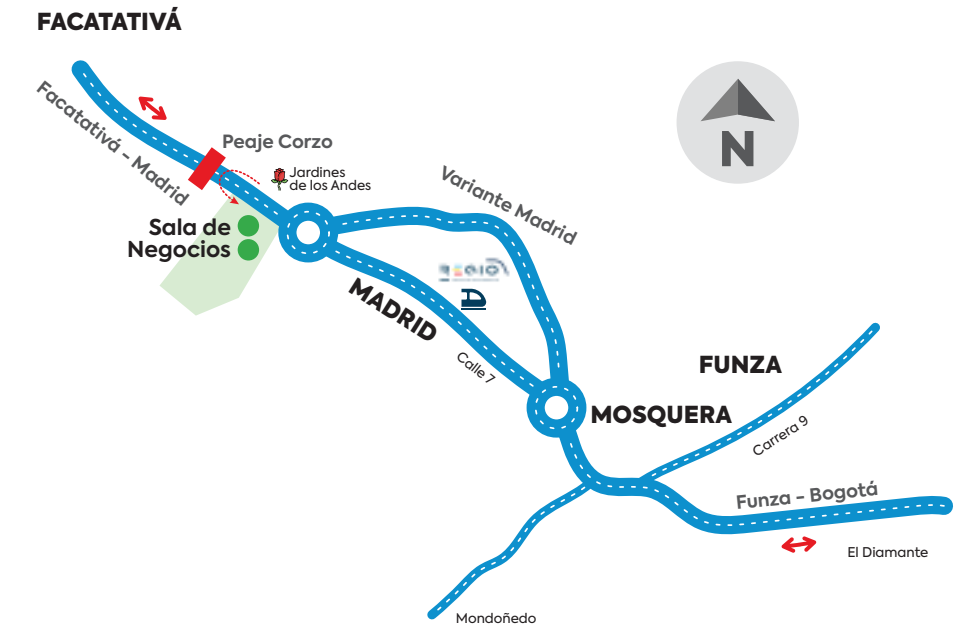 FACATATIVÁ
Facatativá - Madrid
Peaje Corzo
Jardines
de los Andes
Variante Madrid
N
Sala de
Negocios
MADRID
Calle 7
FUNZA
MOSQUERA
Carrera 9
Funza - Bogotá
El Diamante
Mondoñedo